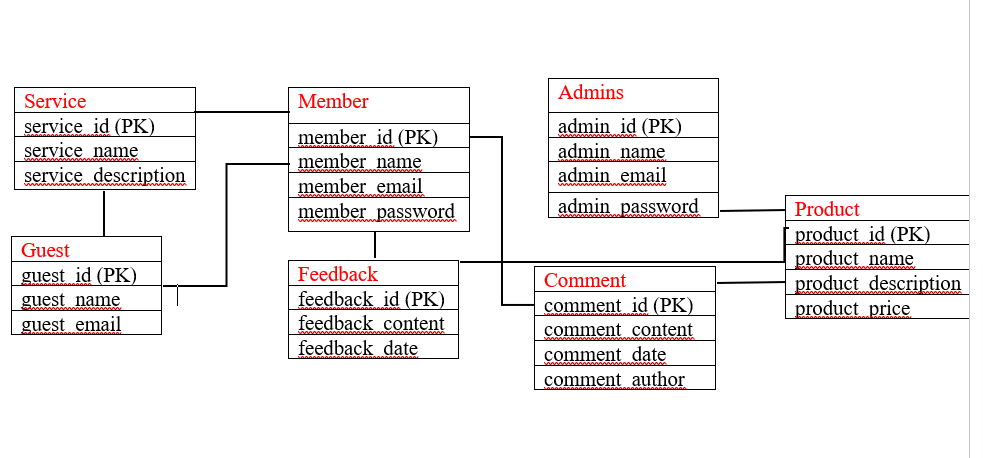 Service
service_id (PK)
service_name
service_description
Member
member_id (PK)
member_name
member_email
member_password
Admins
admin_id (PK)
admin_name
admin_email
admin_password
Product
product_id (PK)
product_name
product_description
product_price
Guest
guest_id (PK)
guest_name
guest_email
Feedback
feedback_id (PK)
feedback_content
feedback_date
Comment
comment_id (PK)
comment_content
comment_date
comment_author